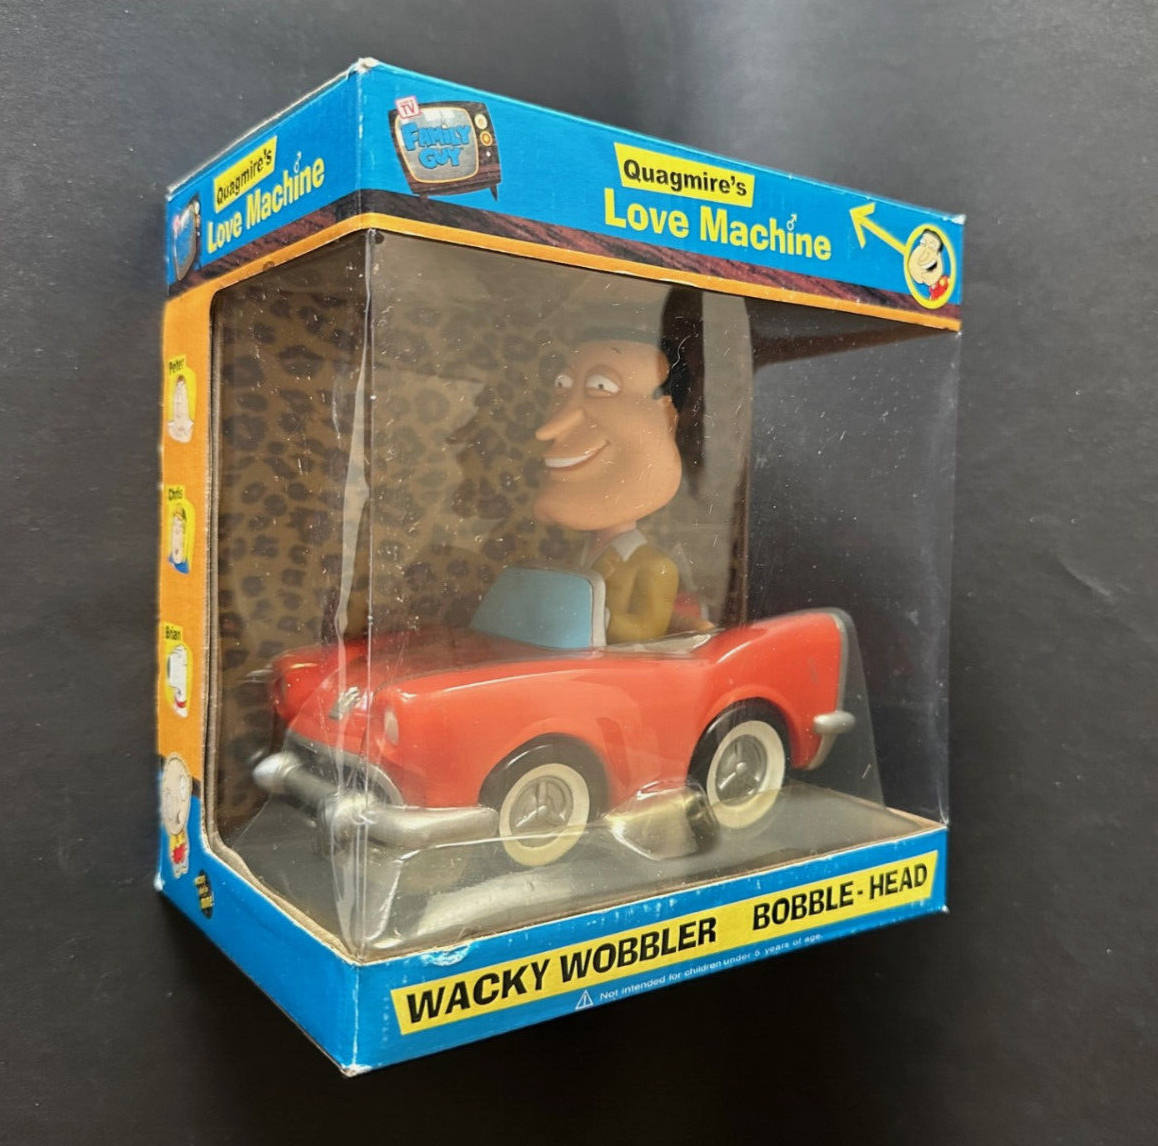 Quagmire's
Love Machine
TV
FAMILY
GUY
Quagmire's
Love Machine
Peter
Chris
Brian
WACKY WOBBLER BOBBLE-HEAD
Not intended for children under 5 years of age.